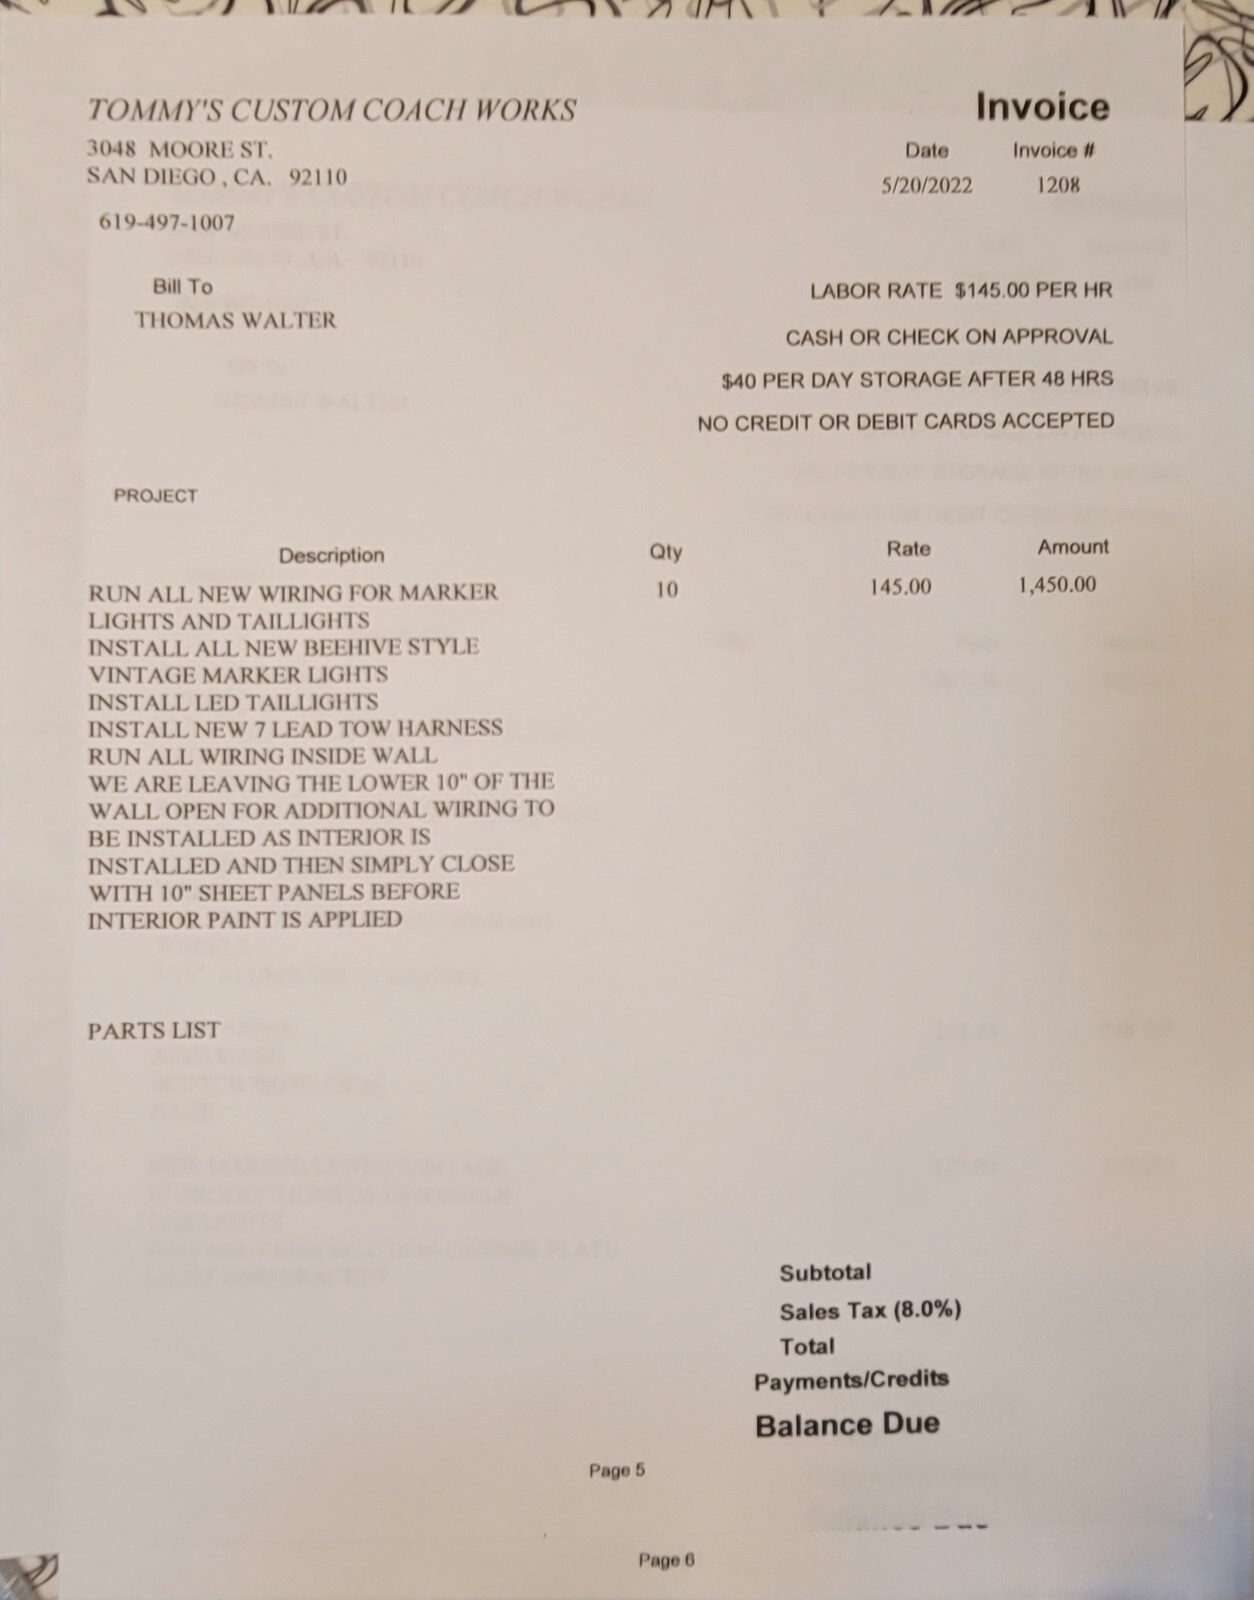 TOMMY'S CUSTOM COACH WORKS
Invoice
3048 MOORE ST.
SAN DIEGO , CA. 92110
Date Invoice #
5/20/2022 1208
619-497-1007
Bill To
THOMAS WALTER
LABOR RATE $145.00 PER HR
CASH OR CHECK ON APPROVAL
$40 PER DAY STORAGE AFTER 48 HRS
NO CREDIT OR DEBIT CARDS ACCEPTED
PROJECT
Description Qty Rate Amount
RUN ALL NEW WIRING FOR MARKER 10 145.00 1,450.00
LIGHTS AND TAILLIGHTS
INSTALL ALL NEW BEEHIVE STYLE
VINTAGE MARKER LIGHTS
INSTALL LED TAILLIGHTS
INSTALL NEW 7 LEAD TOW HARNESS
RUN ALL WIRING INSIDE WALL
WE ARE LEAVING THE LOWER 10" OF THE
WALL OPEN FOR ADDITIONAL WIRING TO
BE INSTALLED AS INTERIOR IS
INSTALLED AND THEN SIMPLY CLOSE
WITH 10" SHEET PANELS BEFORE
INTERIOR PAINT IS APPLIED
PARTS LIST
Subtotal
Sales Tax (8.0%)
Total
Payments/Credits
Balance Due
Page 5
Page 6